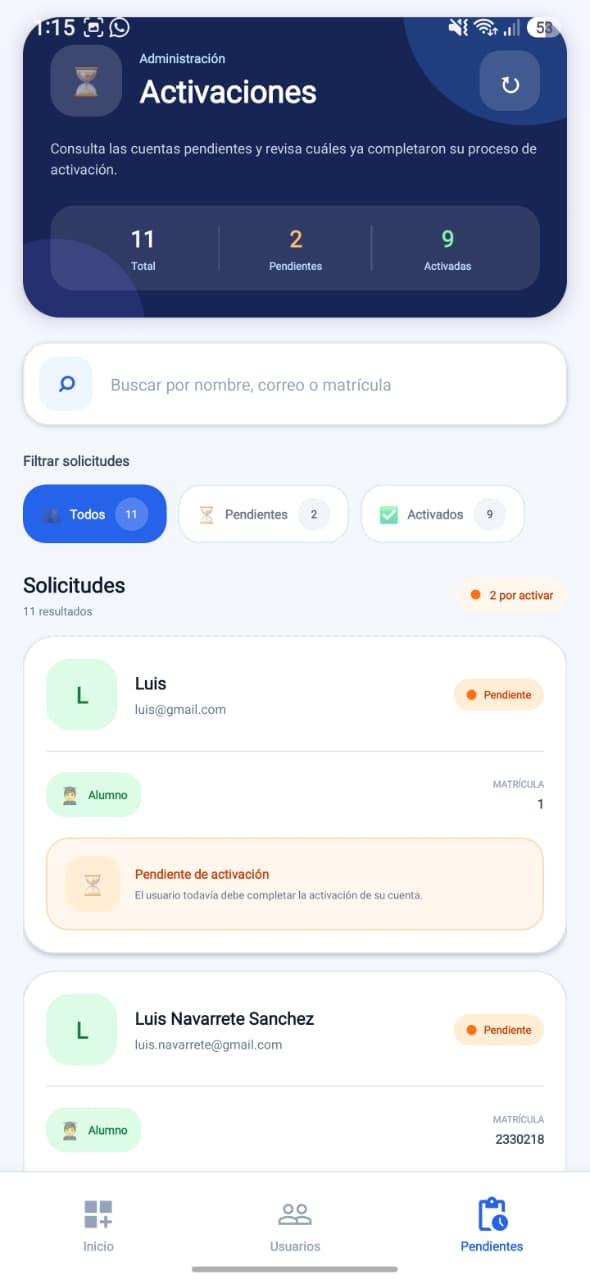 1:15
53
Administración
Activaciones
Consulta las cuentas pendientes y revisa cuáles ya completaron su proceso de
activación.
11
2
9
Total
Pendientes
Activadas
Buscar por nombre, correo o matrícula
Filtrar solicitudes
Todos 11
Pendientes 2
Activados 9
Solicitudes
11 resultados
2 por activar
L
Luis
luis@gmail.com
Pendiente
Alumno
MATRÍCULA
1
Pendiente de activación
El usuario todavía debe completar la activación de su cuenta.
L
Luis Navarrete Sanchez
luis.navarrete@gmail.com
Pendiente
Alumno
MATRÍCULA
2330218
Inicio
Usuarios
Pendientes